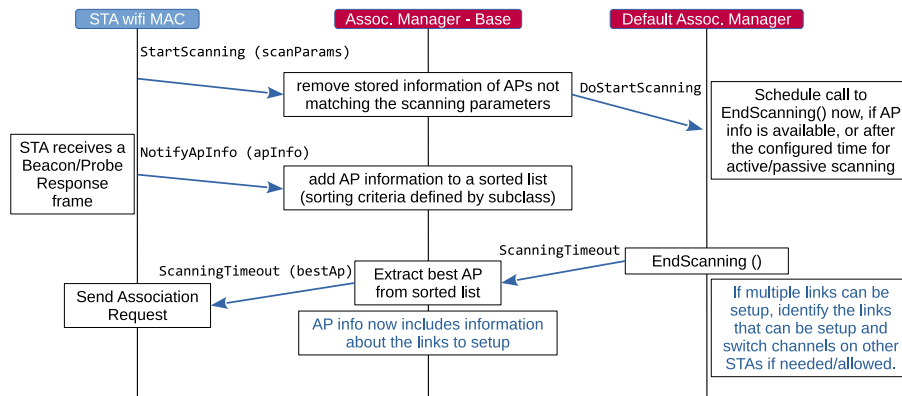 STA wifi MAC
Assoc. Manager - Base
Default Assoc. Manager
StartScanning (scanParams)
remove stored information of APs not
matching the scanning parameters
DoStartScanning
Schedule call to
EndScanning() now, if AP
info is available, or after
the configured time for
active/passive scanning
STA receives a
Beacon/Probe
Response
frame
NotifyApInfo (apInfo)
add AP information to a sorted list
(sorting criteria defined by subclass)
ScanningTimeout
EndScanning ()
ScanningTimeout (bestAp)
Extract best AP
from sorted list
Send Association
Request
AP info now includes information
about the links to setup
If multiple links can be
setup, identify the links
that can be setup and
switch channels on other
STAs if needed/allowed.